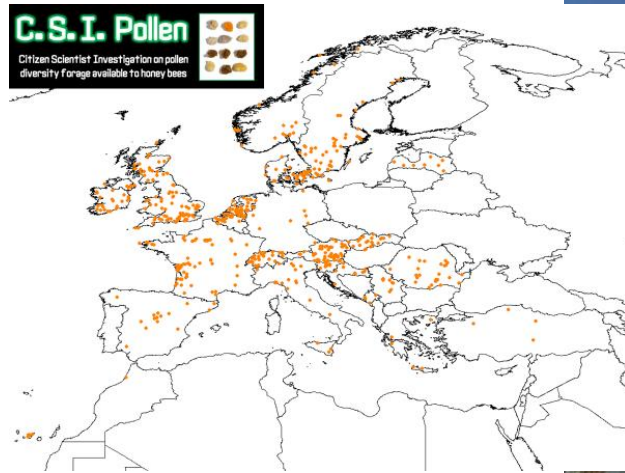 C.S.I. Pollen
Citizen Scientist Investigation on pollen
diversity forage available to honey bees